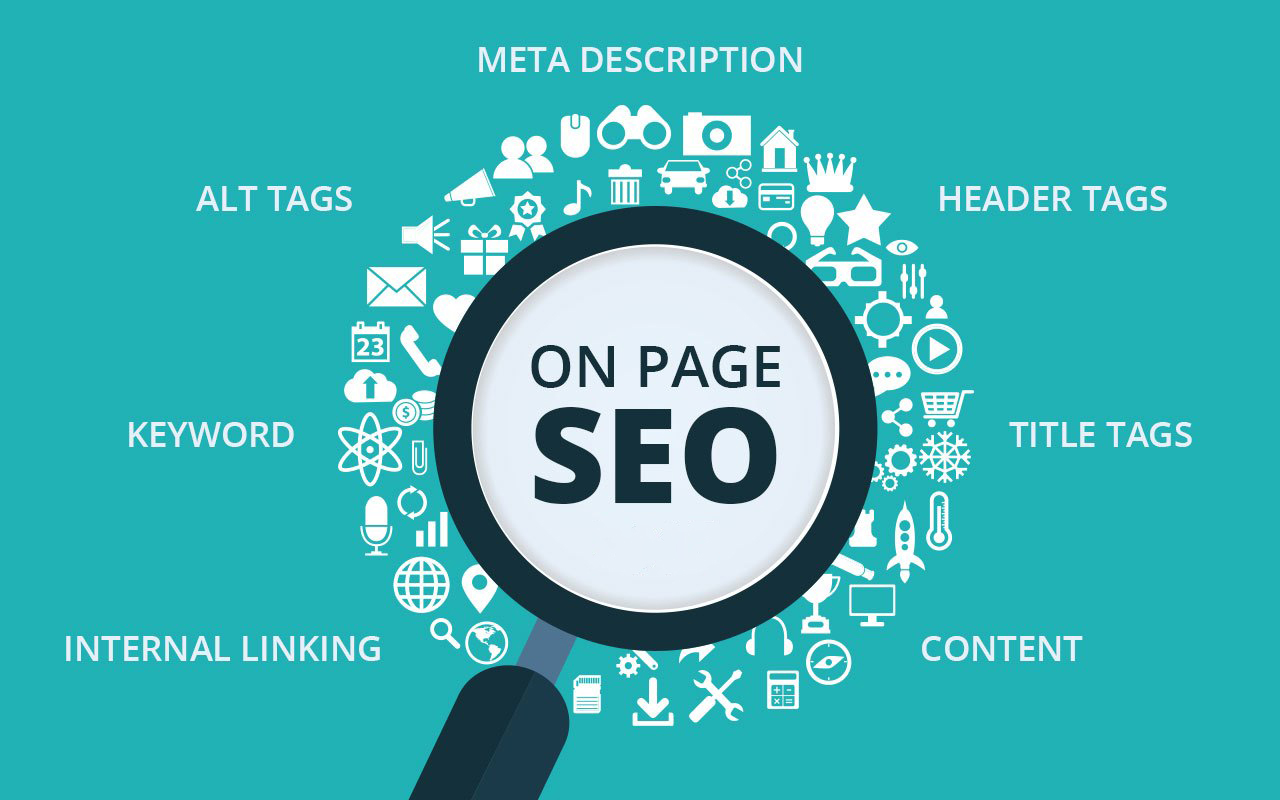 META DESCRIPTION
ALT TAGS
HEADER TAGS
23
ON PAGE
SEO
KEYWORD
TITLE TAGS
INTERNAL LINKING
CONTENT